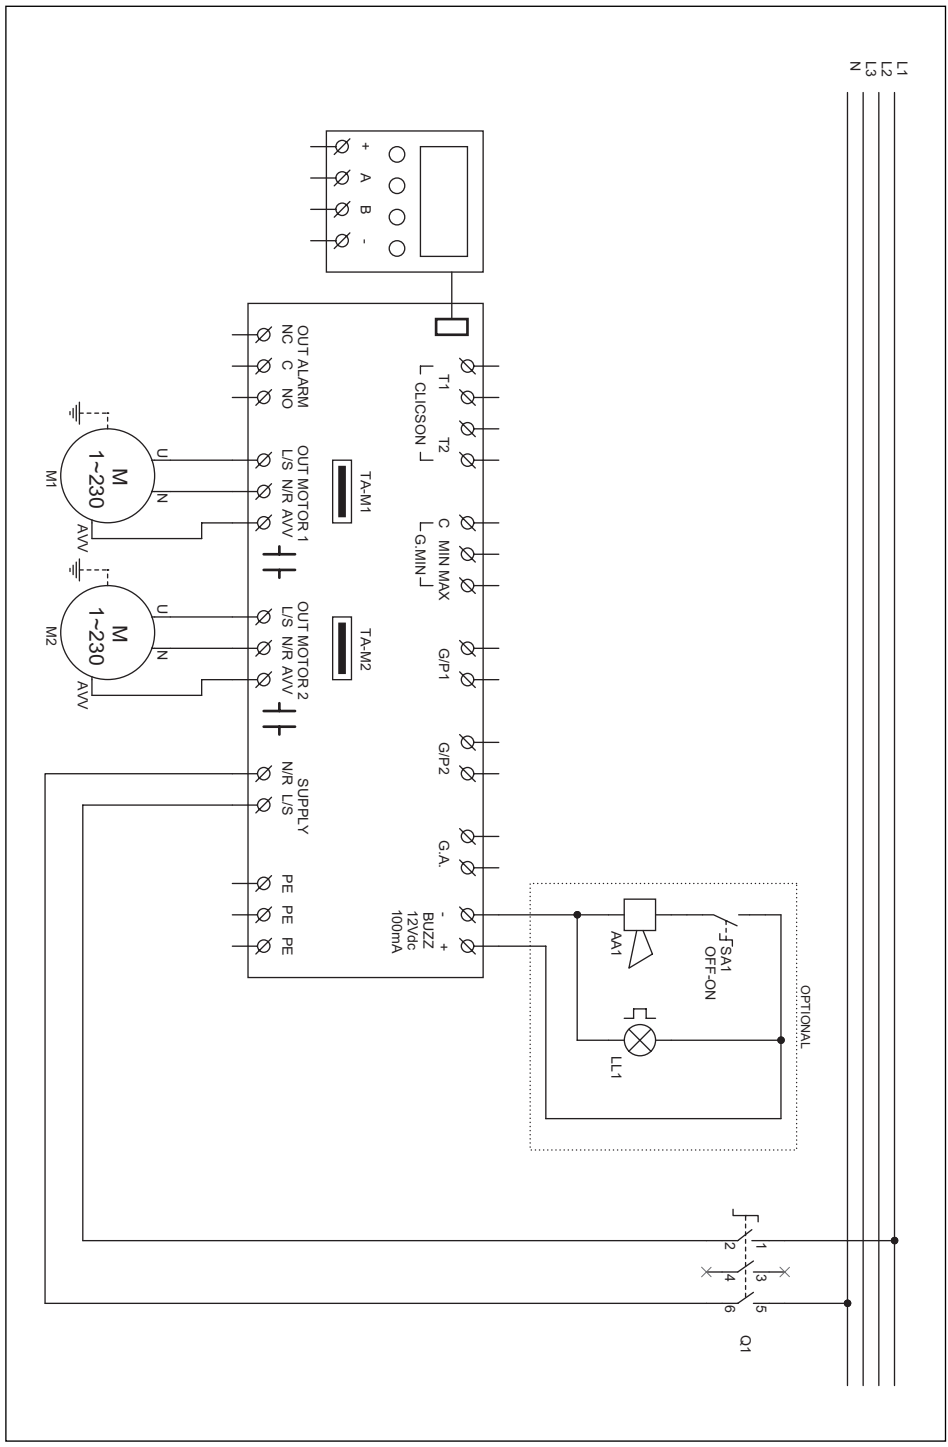 L1
L2
L3
N
+ A B -
T1 T2
CLICSON
C MIN MAX
G.MIN
G/P1
G/P2
G.A.
- +
BUZZ
12Vdc
100mA
OPTIONAL
SA1
OFF-ON
AA1
LL1
1 3 5
2 4 6
Q1
TA-M1
TA-M2
OUT ALARM
NC C NO
OUT MOTOR 1
L/S N/R AVV
OUT MOTOR 2
L/S N/R AVV
SUPPLY
N/R L/S
PE PE PE
U N AVV
M
1~230
M1
U N AVV
M
1~230
M2